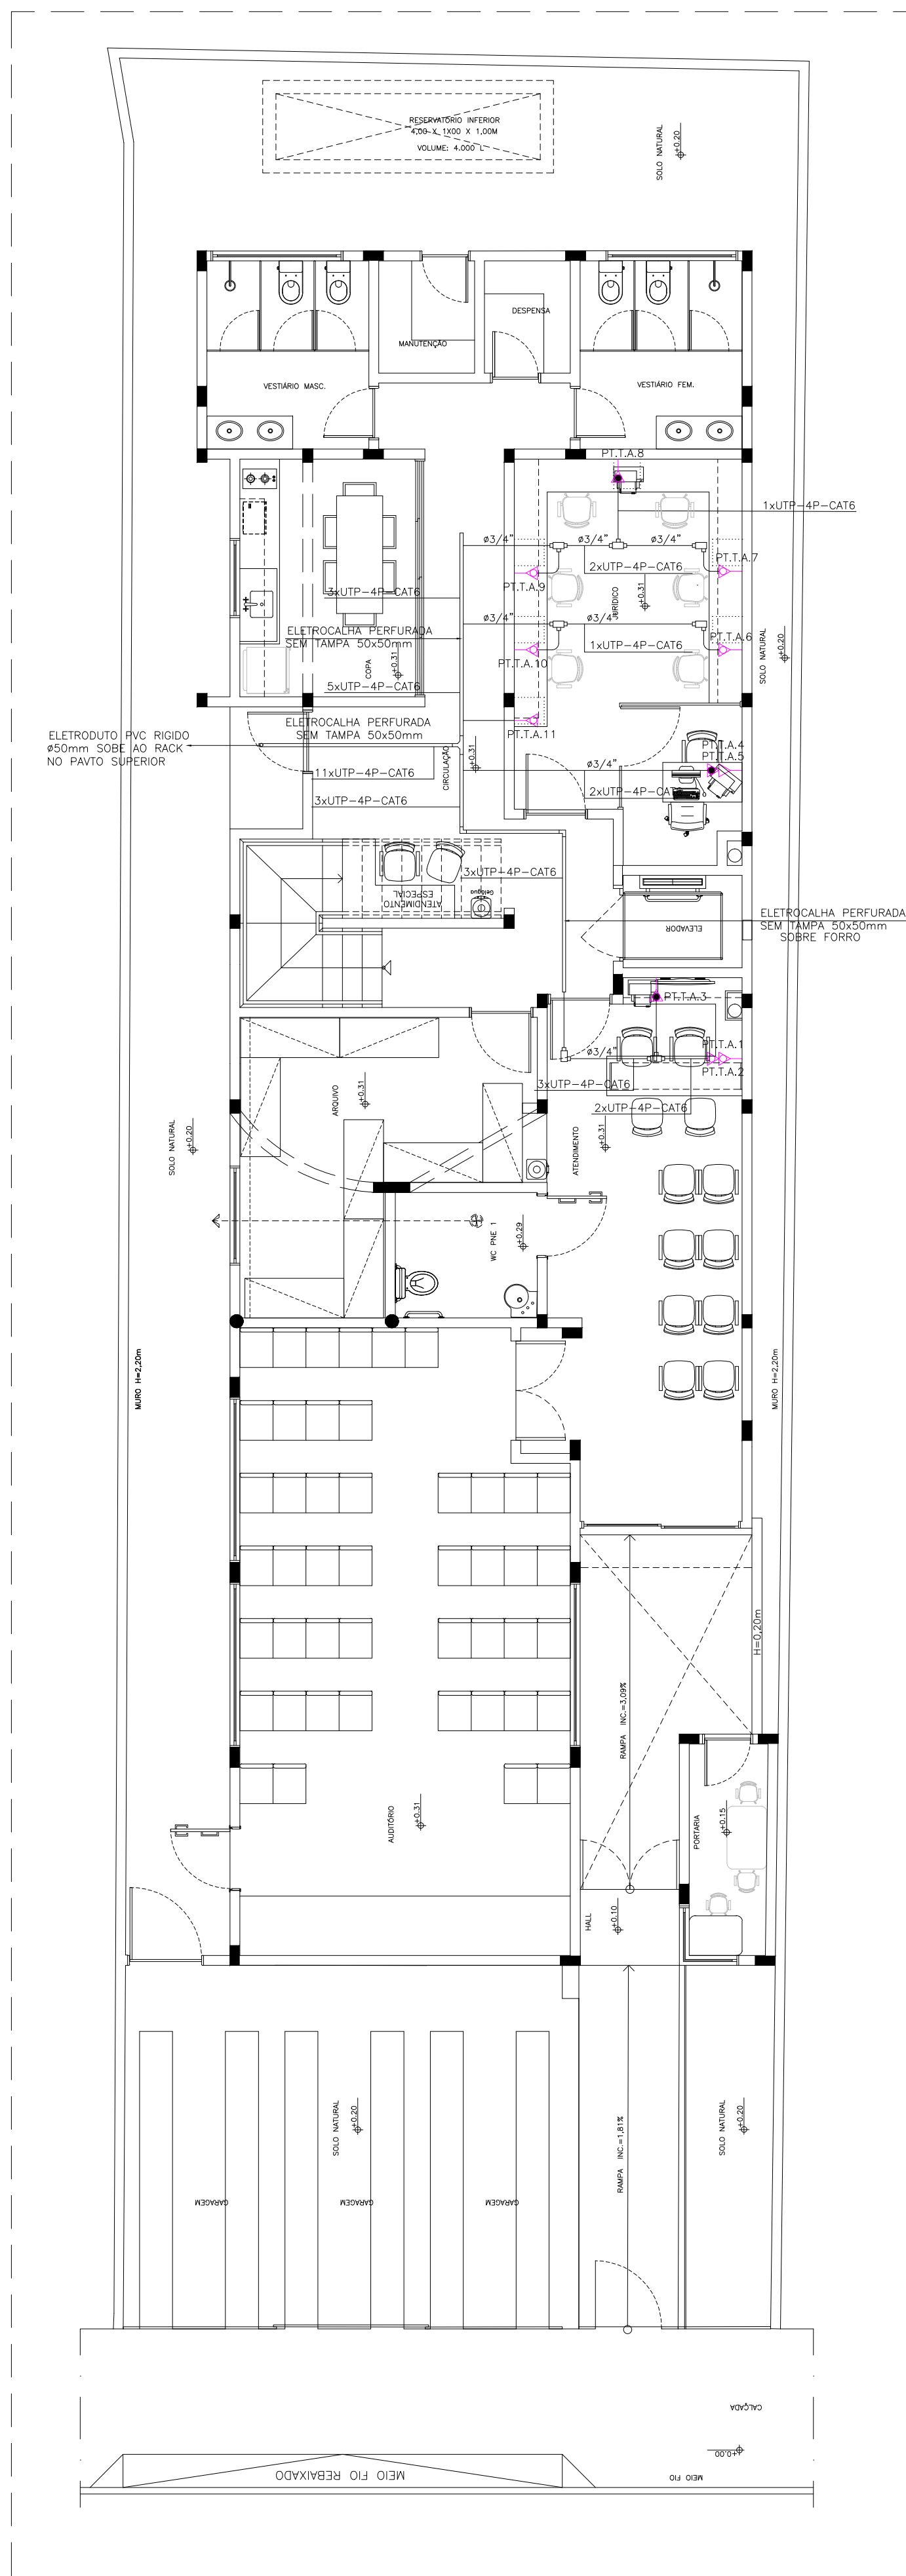 RESERVATÓRIO INFERIOR
4,00 X 1X00 X 1,00M
VOLUME: 4.000 L
SOLO NATURAL
+0.20
DESPENSA
MANUTENÇÃO
VESTIÁRIO MASC.
VESTIÁRIO FEM.
PT.T.A.8
1xUTP-4P-CAT6
ø3/4"
ø3/4"
ø3/4"
2xUTP-4P-CAT6
PT.T.A.7
PT.T.A.9
3xUTP-4P-CAT6
JURÍDICO
+0.31
ø3/4"
ø3/4"
ø3/4"
ELETROCALHA PERFURADA
SEM TAMPA 50x50mm
1xUTP-4P-CAT6
PT.T.A.6
PT.T.A.10
COPA
+0.31
SOLO NATURAL
+0.20
5xUTP-4P-CAT6
ELETROCALHA PERFURADA
SEM TAMPA 50x50mm
PT.T.A.11
ELETRODUTO PVC RIGIDO
ø50mm SOBE AO RACK
NO PAVTO SUPERIOR
PT.T.A.4
PT.T.A.5
CIRCULAÇÃO
+0.31
ø3/4"
11xUTP-4P-CAT6
2xUTP-4P-CAT6
3xUTP-4P-CAT6
3xUTP-4P-CAT6
ATENDIMENTO
ESPECIAL
Gelágua
ELEVADOR
ELETROCALHA PERFURADA
SEM TAMPA 50x50mm
SOBRE FORRO
PT.T.A.3
PT.T.A.1
ø3/4"
PT.T.A.2
3xUTP-4P-CAT6
2xUTP-4P-CAT6
ARQUIVO
+0.31
SOLO NATURAL
+0.20
ATENDIMENTO
+0.31
WC PNE 1
+0.29
MURO H=2,20m
MURO H=2,20m
H=0,20m
RAMPA INC.=3,09%
AUDITÓRIO
+0.31
PORTARIA
+0.15
HALL
+0.10
SOLO NATURAL
+0.20
RAMPA INC.=1,81%
SOLO NATURAL
+0.20
GARAGEM
GARAGEM
GARAGEM
CALÇADA
+0.00
MEIO FIO REBAIXADO
MEIO FIO